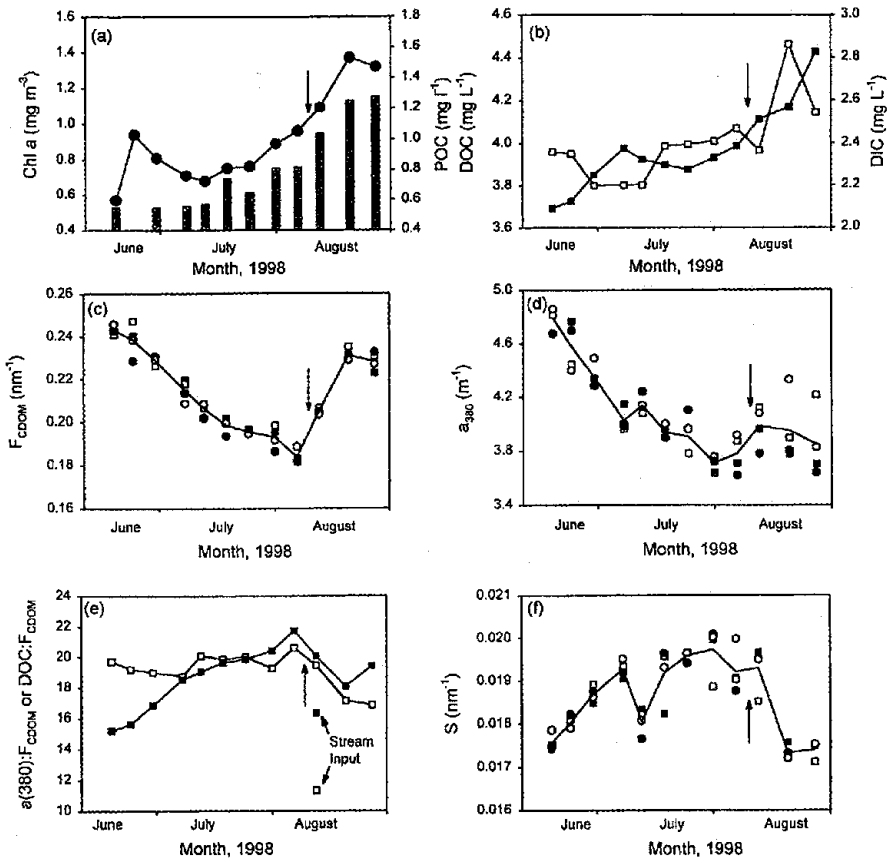 (a)
1.6
1.4
1.2
1.0
0.8
0.6
0.4
Chl a (mg m⁻³)
1.8
1.6
1.4
1.2
1.0
0.8
0.6
0.4
POC (mg l⁻¹)
DOC (mg L⁻¹)
June
July
August
Month, 1998
(b)
4.6
4.4
4.2
4.0
3.8
3.6
3.0
2.8
2.6
2.4
2.2
2.0
DIC (mg L⁻¹)
June
July
August
Month, 1998
(c)
0.26
0.24
0.22
0.20
0.18
0.16
F_CDOM (nm⁻¹)
June
July
August
Month, 1998
(d)
5.0
4.6
4.2
3.8
3.4
a₃₈₀ (m⁻¹)
June
July
August
Month, 1998
(e)
24
22
20
18
16
14
12
10
a(380):F_CDOM or DOC:F_CDOM
Stream
Input
June
July
August
Month, 1998
(f)
0.021
0.020
0.019
0.018
0.017
0.016
S (nm⁻¹)
June
July
August
Month, 1998